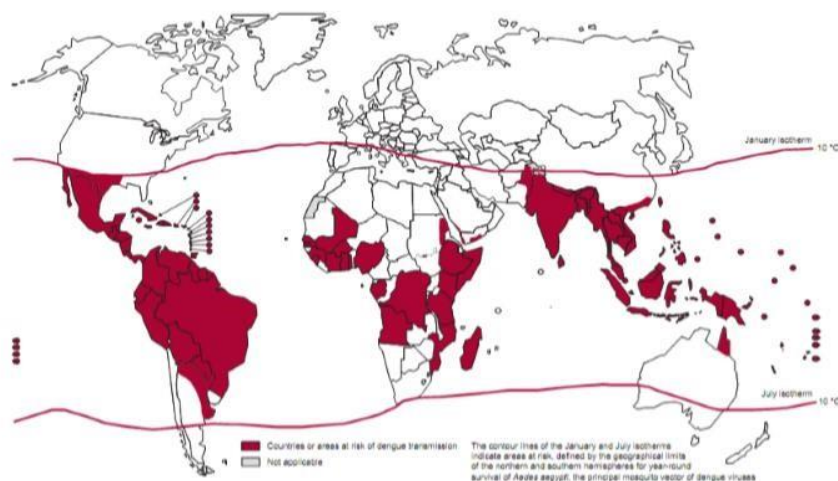 January isotherm
10 °C
July isotherm
10 °C
Countries or areas at risk of dengue transmission
Not applicable
The contour lines of the January and July isotherms
indicate areas at risk, defined by the geographical limits
of the northern and southern hemispheres for year-round
survival of Aedes aegypti, the principal mosquito vector of dengue viruses